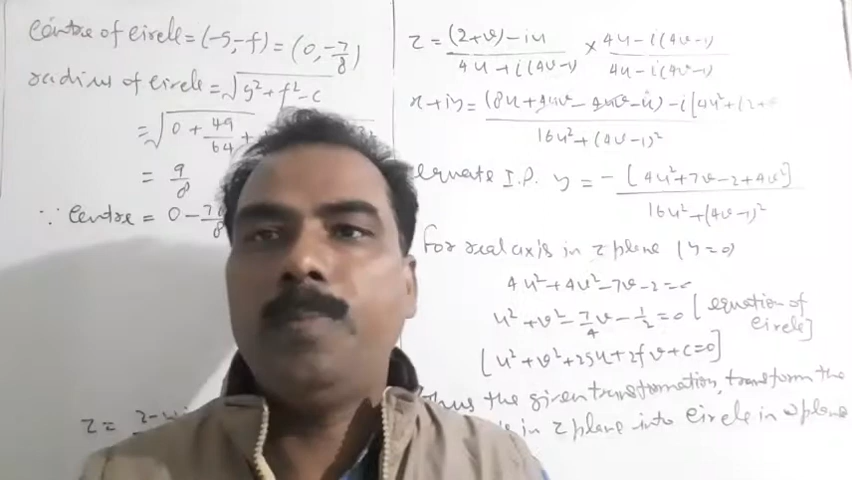 centre of circle = (-g, -f) = (0, -7/8)
radius of circle = √g²+f²-c
= √0 + 49/64 +
= 9/8
∵ centre = 0 - 7
z = 2-
z = (2+v)-iu / 4u+i(4v-1) × 4u-i(4v-1) / 4u-i(4v-1)
x+iy = (8u+4uv-4uv-u) - i[4u²+(2+ / 16u²+(4v-1)²
equate I.P. y = -[4u²+7v-2+4v²] / 16u²+(4v-1)²
For real axis in z plane (y=0)
4u²+4v²-7v-2=0
u²+v²-7/4v-1/2=0 [equation of circle]
[u²+v²+2gu+2fv+c=0]
Thus the given transformation, transform the
in z plane into circle in w plane